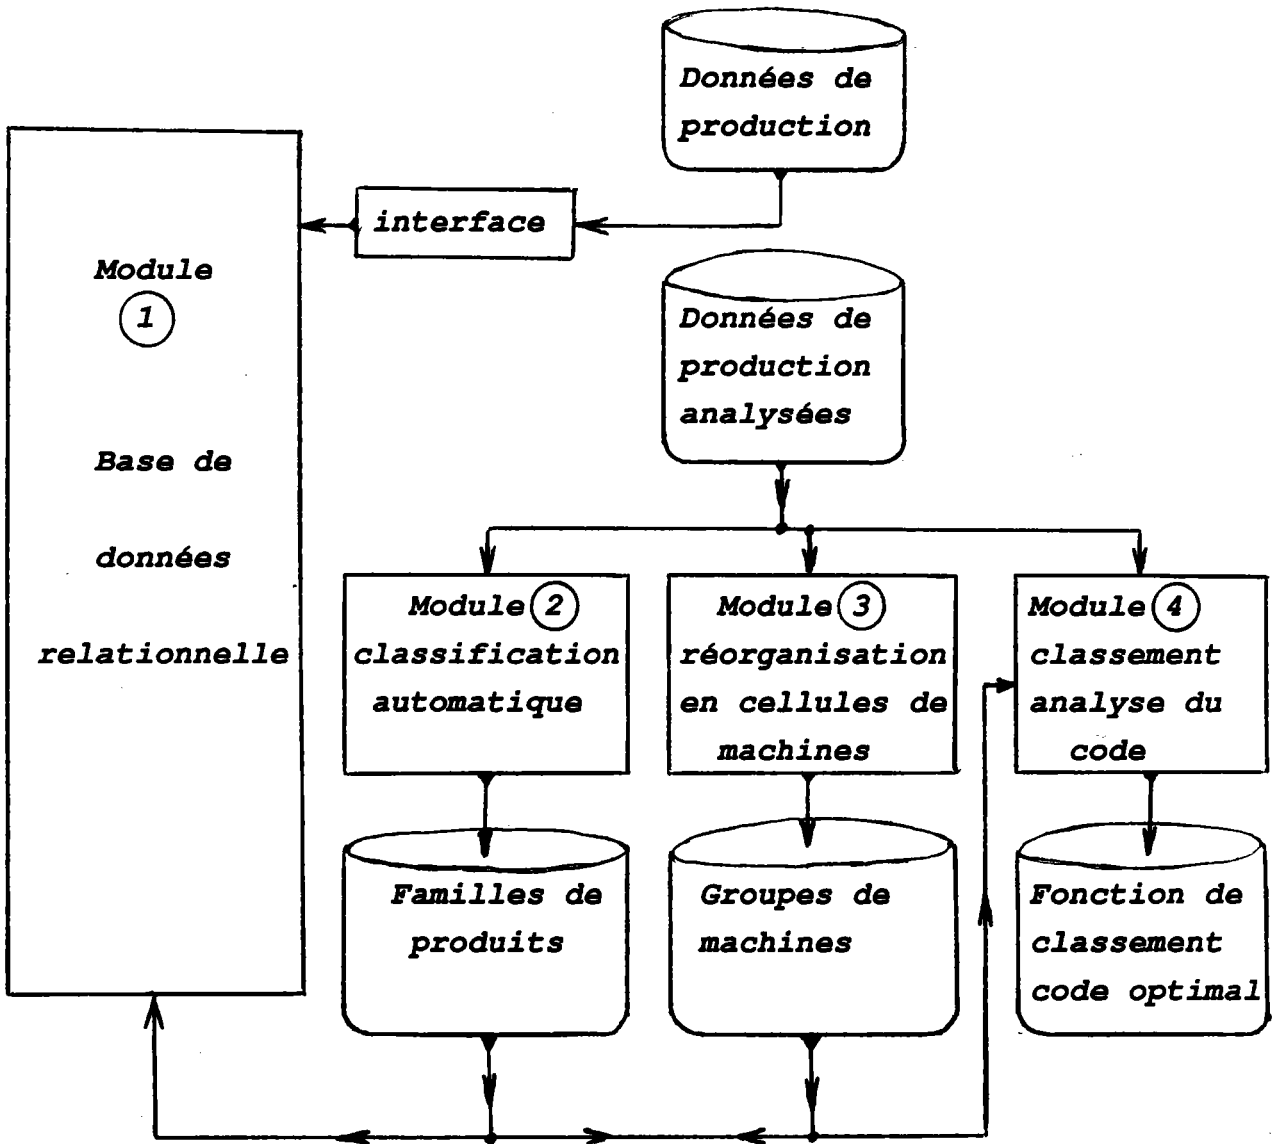 Données de
production
interface
Module
1
Base de
données
relationnelle
Données de
production
analysées
Module 2
classification
automatique
Module 3
réorganisation
en cellules de
machines
Module 4
classement
analyse du
code
Familles de
produits
Groupes de
machines
Fonction de
classement
code optimal